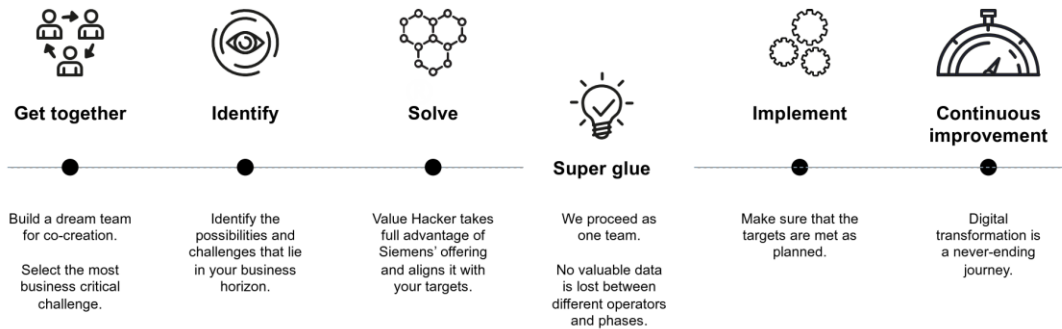 Get together
Build a dream team
for co-creation.
Select the most
business critical
challenge.
Identify
Identify the
possibilities and
challenges that lie
in your business
horizon.
Solve
Value Hacker takes
full advantage of
Siemens’ offering
and aligns it with
your targets.
Super glue
We proceed as
one team.
No valuable data
is lost between
different operators
and phases.
Implement
Make sure that the
targets are met as
planned.
Continuous
improvement
Digital
transformation is
a never-ending
journey.